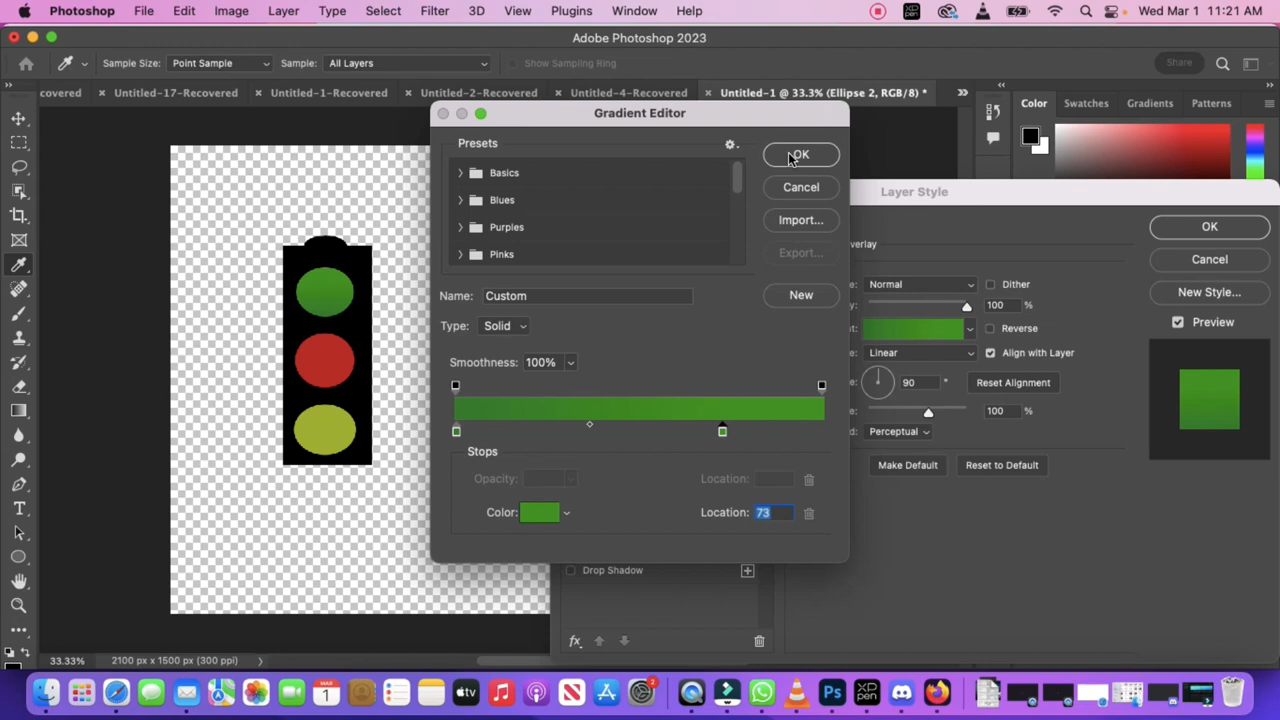 Photoshop File Edit Image Layer Type Select Filter 3D View Plugins Window Help Wed Mar 1 11:21 AM
Adobe Photoshop 2023
Sample Size: Point Sample Sample: All Layers Show Sampling Ring Share
covered × Untitled-17-Recovered × Untitled-1-Recovered × Untitled-2-Recovered × Untitled-4-Recovered × Untitled-1 @ 33.3% (Ellipse 2, RGB/8) *
Color Swatches Gradients Patterns
Gradient Editor
Presets
Basics
Blues
Purples
Pinks
OK
Cancel
Import...
Export...
Name: Custom
New
Type: Solid
Smoothness: 100%
Stops
Opacity: Location:
Color: Location: 73
Layer Style
verlay
Normal Dither
100 %
Reverse
Linear Align with Layer
90 ° Reset Alignment
100 %
Perceptual
Make Default Reset to Default
OK
Cancel
New Style...
Preview
Drop Shadow
fx
33.33% 2100 px x 1500 px (300 ppi)